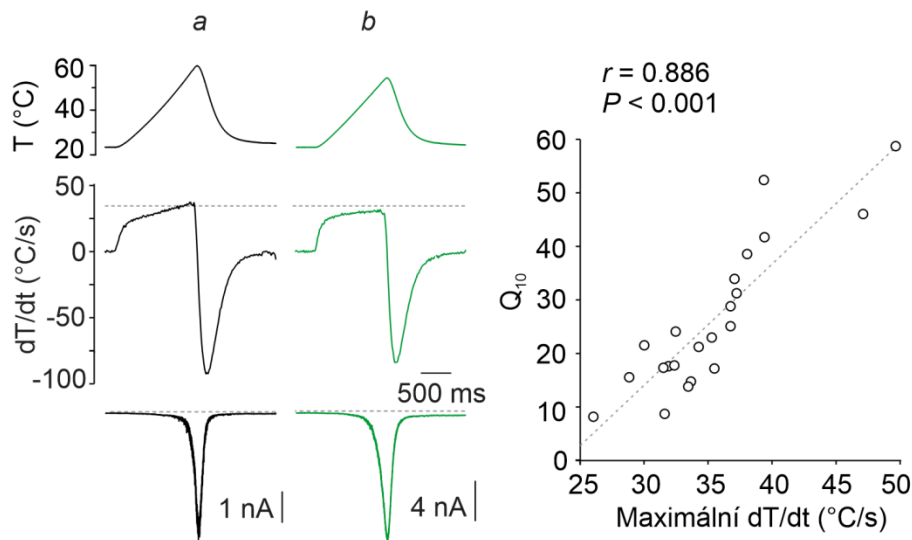 a b
T (°C)
60
40
20
dT/dt (°C/s)
50
0
-50
-100
500 ms
1 nA
4 nA
r = 0.886
P < 0.001
Q10
60
50
40
30
20
10
0
25 30 35 40 45 50
Maximální dT/dt (°C/s)